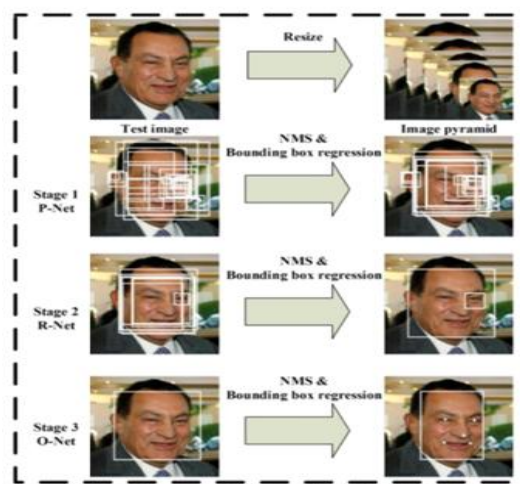 Resize
Test image
Image pyramid
NMS &
Bounding box regression
Stage 1
P-Net
NMS &
Bounding box regression
Stage 2
R-Net
NMS &
Bounding box regression
Stage 3
O-Net